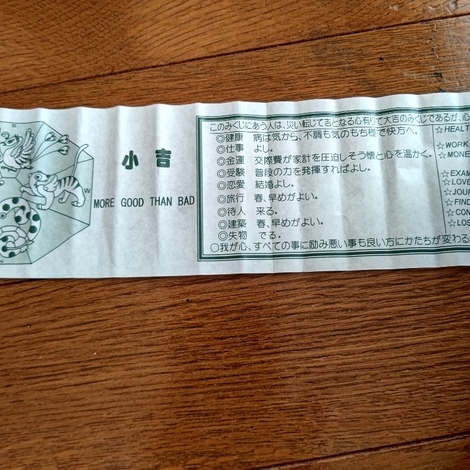 小吉
MORE GOOD THAN BAD
このみくじにあう人は、災い転じて吉となる心有りて大吉のみくじであるが、心
◎健康 病は気から、不調も気のもち様で快方へ。
◎仕事 よし。
◎金運 交際費が家計を圧迫しそう懐と心を温かく。
◎受験 普段の力を発揮すればよし。
◎恋愛 結婚よし。
◎旅行 春、早めがよい。
◎待人 来る。
◎建築 春、早めがよい。
◎失物 でる。
○我が心、すべての事に励み悪い事も良い方にかたちが変わる
☆HEAL
☆WORK
☆MONE
☆EXAM
☆LOVE
☆JOU
☆FIND
☆CON
☆LOS
W